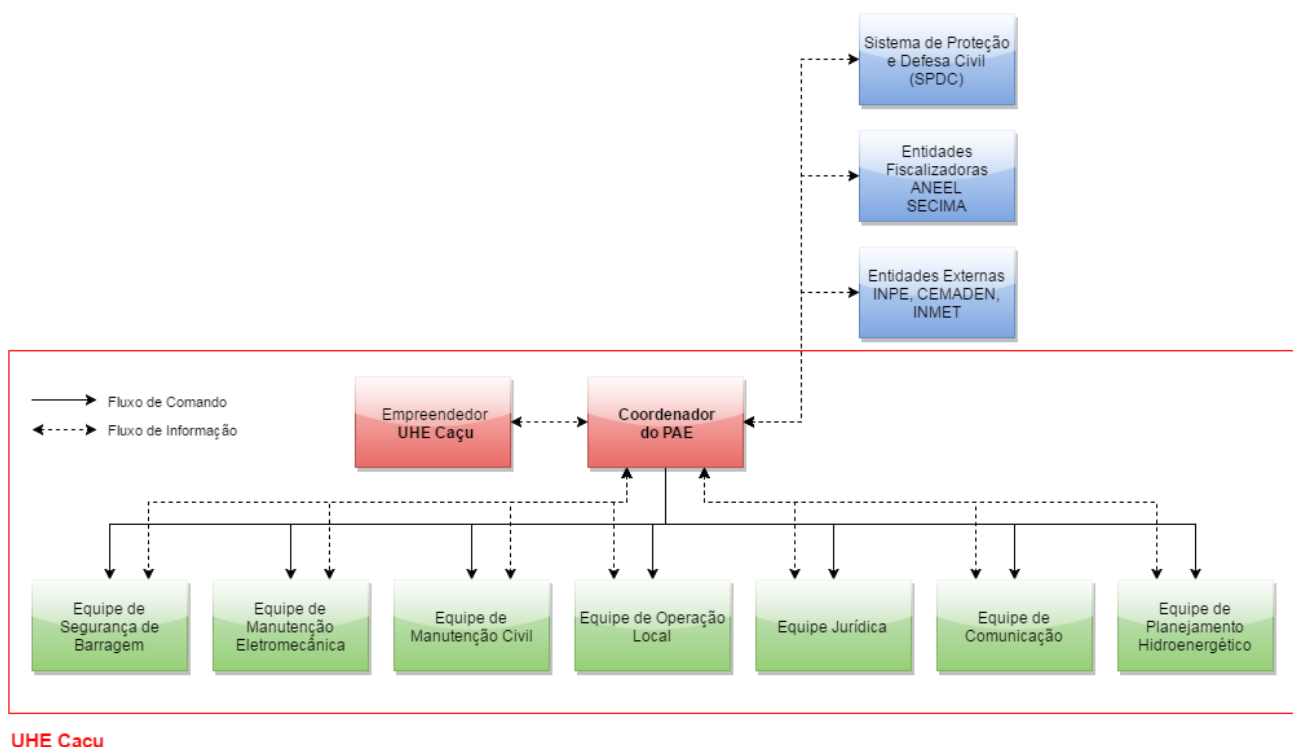 Sistema de Proteção
e Defesa Civil
(SPDC)
Entidades
Fiscalizadoras
ANEEL
SECIMA
Entidades Externas
INPE, CEMADEN,
INMET
Fluxo de Comando
Fluxo de Informação
Empreendedor
UHE Caçu
Coordenador
do PAE
Equipe de
Segurança de
Barragem
Equipe de
Manutenção
Eletromecânica
Equipe de
Manutenção Civil
Equipe de Operação
Local
Equipe Jurídica
Equipe de
Comunicação
Equipe de
Planejamento
Hidroenergético
UHE Cacu